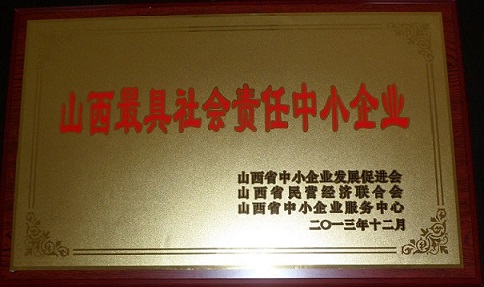 山西最具社会责任中小企业
山西省中小企业发展促进会
山西省民营经济联合会
山西省中小企业服务中心
二〇一三年十二月